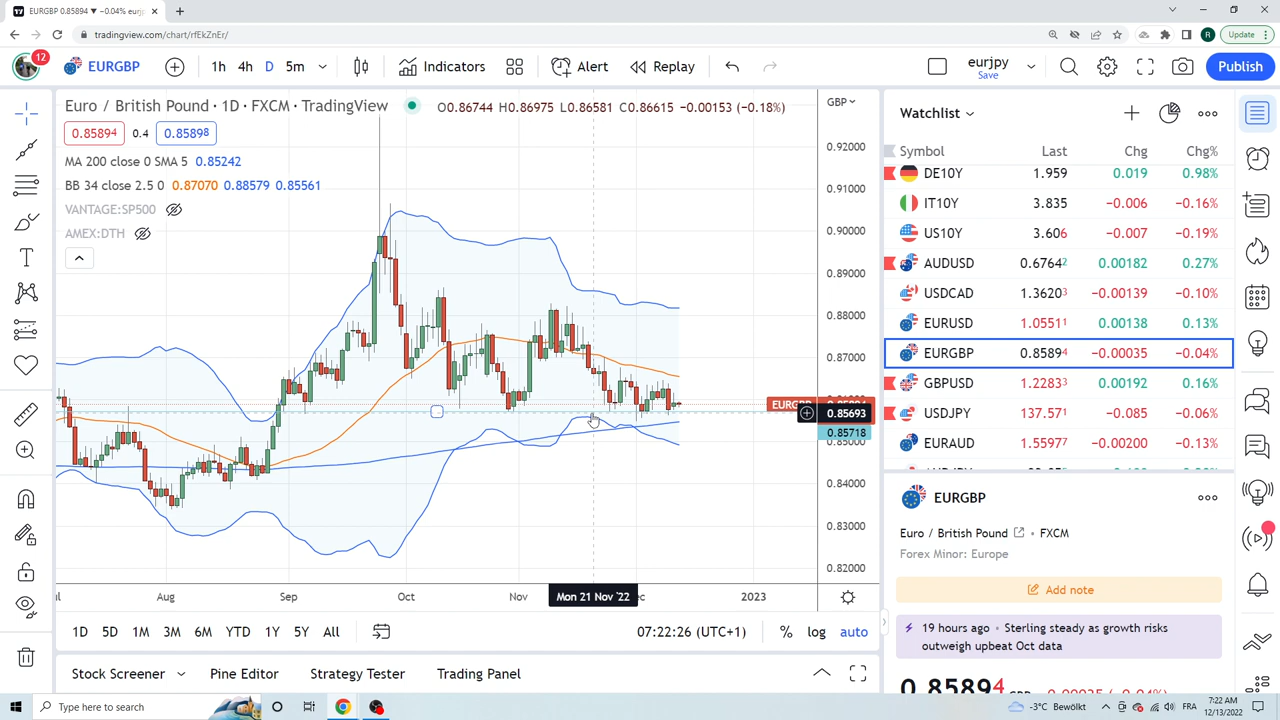 EURGBP 0.85894 ▼ −0.04% eurj
tradingview.com/chart/rfEkZnEr/
R
Update
12
EURGBP
1h 4h D 5m
Indicators
Alert
Replay
eurjpy
Save
Publish
Euro / British Pound · 1D · FXCM · TradingView
O0.86744 H0.86975 L0.86581 C0.86615 −0.00153 (−0.18%)
GBP
0.85894 0.4 0.85898
MA 200 close 0 SMA 5 0.85242
BB 34 close 2.5 0 0.87070 0.88579 0.85561
VANTAGE:SP500
AMEX:DTH
0.92000
0.91000
0.90000
0.89000
0.88000
0.87000
0.85693
0.85718
0.85000
0.84000
0.83000
0.82000
Aug Sep Oct Nov Mon 21 Nov '22 2023
1D 5D 1M 3M 6M YTD 1Y 5Y All
07:22:26 (UTC+1) % log auto
Stock Screener Pine Editor Strategy Tester Trading Panel
Watchlist
Symbol Last Chg Chg%
DE10Y 1.959 0.019 0.98%
IT10Y 3.835 −0.006 −0.16%
US10Y 3.606 −0.007 −0.19%
AUDUSD 0.67642 0.00182 0.27%
USDCAD 1.36203 −0.00139 −0.10%
EURUSD 1.05511 0.00138 0.13%
EURGBP 0.85894 −0.00035 −0.04%
GBPUSD 1.22833 0.00192 0.16%
USDJPY 137.571 −0.085 −0.06%
EURAUD 1.55977 −0.00200 −0.13%
EURGBP
Euro / British Pound · FXCM
Forex Minor: Europe
Add note
19 hours ago · Sterling steady as growth risks
outweigh upbeat Oct data
0.85894
Type here to search
-3°C Bewölkt
FRA
7:22 AM
12/13/2022